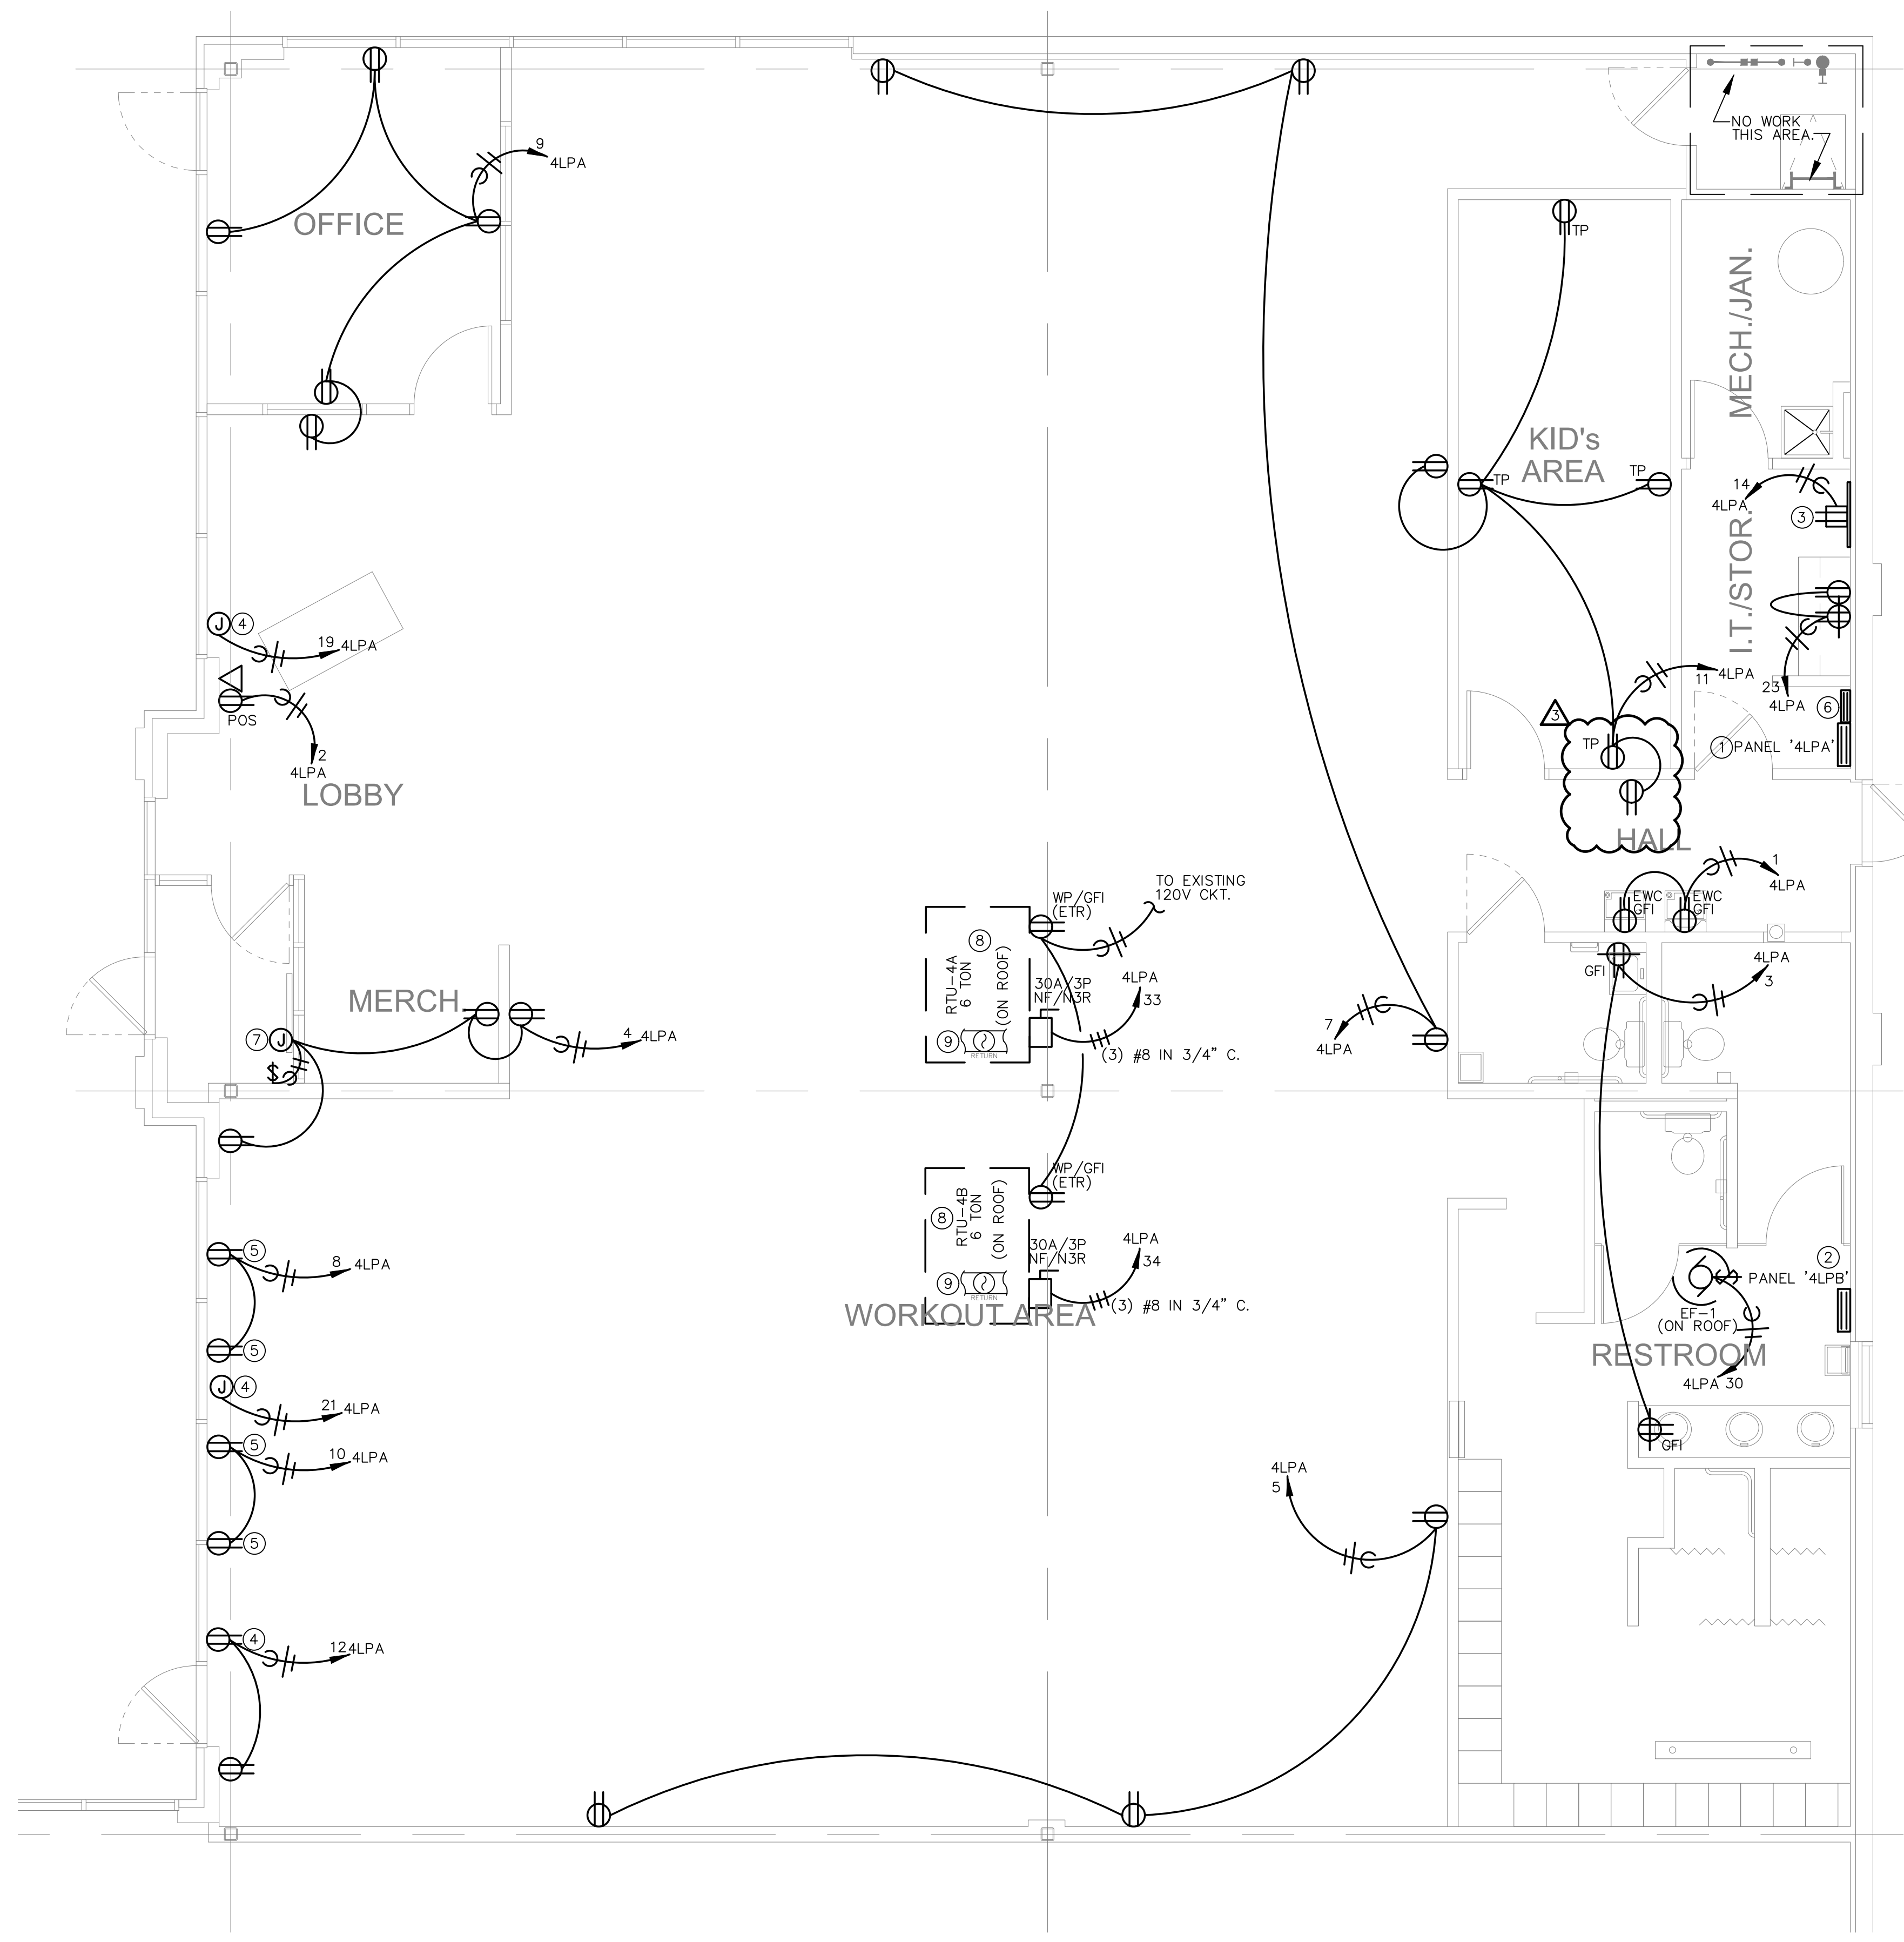 NO WORK
THIS AREA.
9
4LPA
OFFICE
TP
MECH./JAN.
KID's
AREA
TP
TP
14
4LPA
3
I.T./STOR.
J
4
19 4LPA
POS
2
4LPA
LOBBY
11
4LPA
23
4LPA
6
3
TP
1
PANEL '4LPA'
HALL
1
4LPA
EWC
GFI
EWC
GFI
TO EXISTING
120V CKT.
WP/GFI
(ETR)
8
RTU-4A
6 TON
(ON ROOF)
30A/3P
NF/N3R
4LPA
33
9
RETURN
(3) #8 IN 3/4" C.
GFI
4LPA
3
MERCH.
7
J
$
4 4LPA
7
4LPA
WP/GFI
(ETR)
8
RTU-4B
6 TON
(ON ROOF)
30A/3P
NF/N3R
4LPA
34
9
RETURN
(3) #8 IN 3/4" C.
WORKOUT AREA
5
8 4LPA
5
J
4
21 4LPA
5
10 4LPA
5
2
PANEL '4LPB'
EF-1
(ON ROOF)
RESTROOM
4LPA 30
GFI
4LPA
5
4
12 4LPA